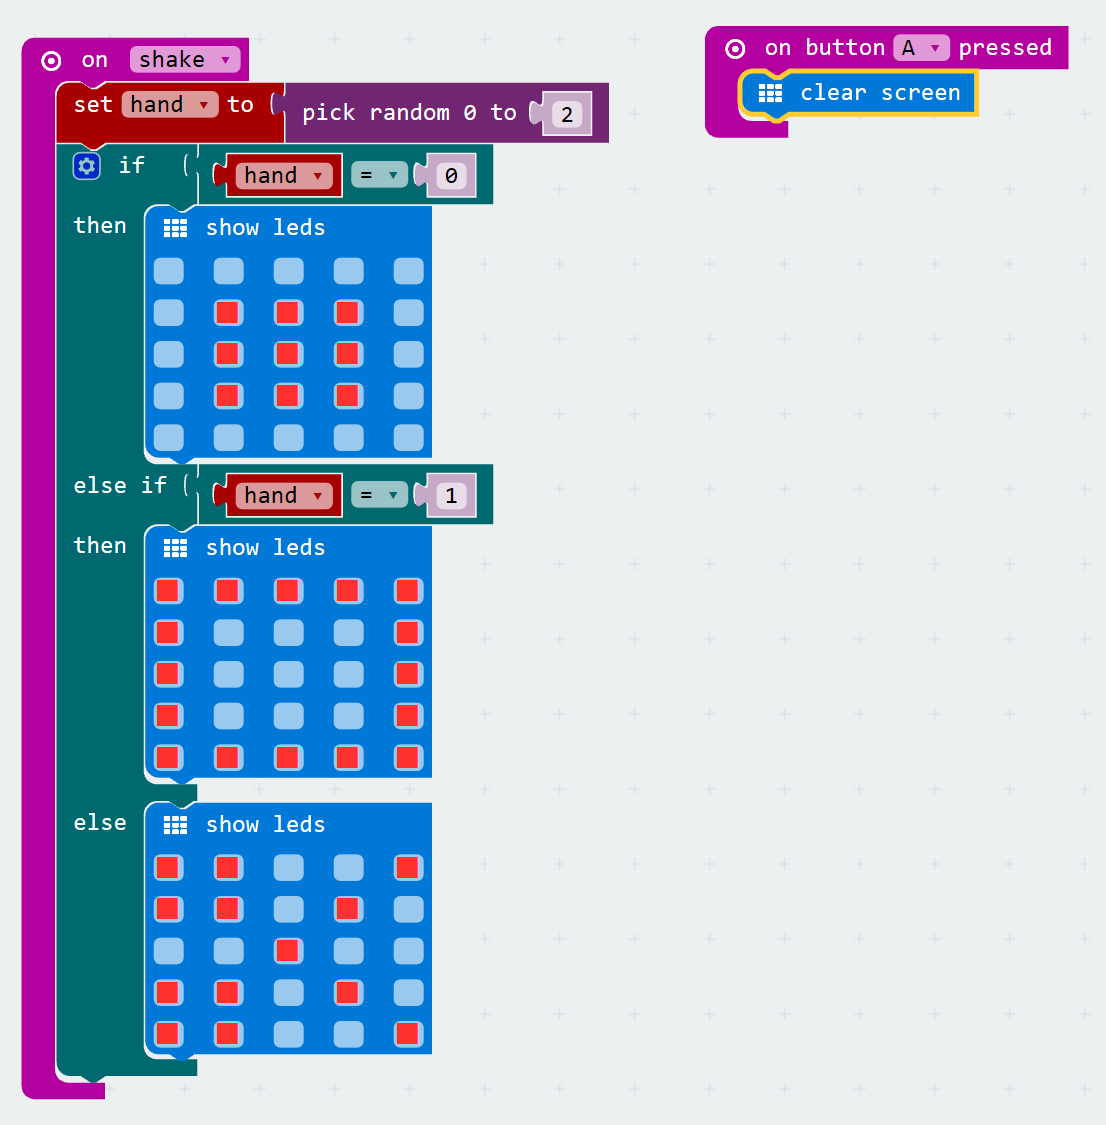 on shake
set hand to pick random 0 to 2
if hand = 0
then show leds
else if hand = 1
then show leds
else show leds
on button A pressed
clear screen